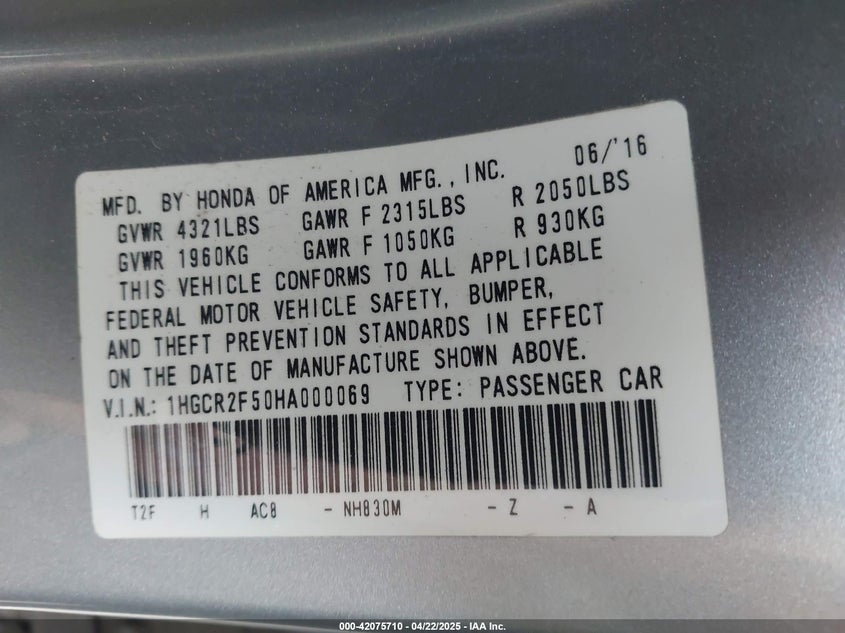 06/'16
MFD. BY HONDA OF AMERICA MFG., INC.
GVWR 4321LBS GAWR F 2315LBS R 2050LBS
GVWR 1960KG GAWR F 1050KG R 930KG
THIS VEHICLE CONFORMS TO ALL APPLICABLE
FEDERAL MOTOR VEHICLE SAFETY, BUMPER,
AND THEFT PREVENTION STANDARDS IN EFFECT
ON THE DATE OF MANUFACTURE SHOWN ABOVE.
V.I.N.: 1HGCR2F50HA000069 TYPE: PASSENGER CAR
T2F H AC8 - NH830M - Z - A
000-42075710 - 04/22/2025 - IAA Inc.